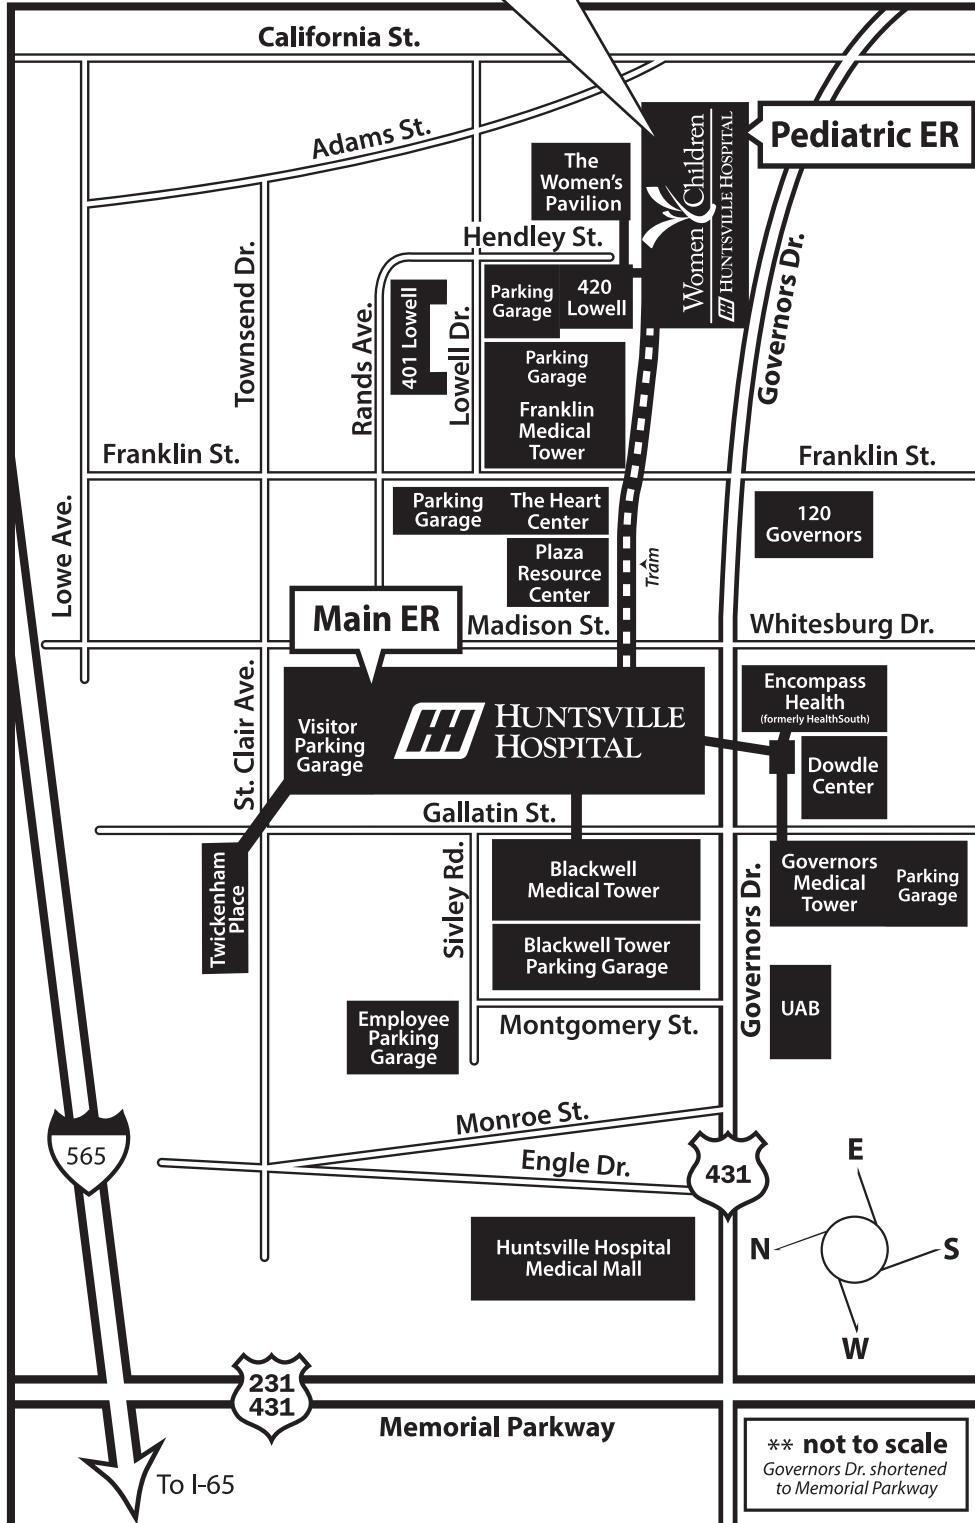 California St.
Adams St.
Pediatric ER
Women & Children
HUNTSVILLE HOSPITAL
The
Women's
Pavilion
Hendley St.
Townsend Dr.
Rands Ave.
401 Lowell
Lowell Dr.
Parking
Garage
420
Lowell
Governors Dr.
Parking
Garage
Franklin
Medical
Tower
Franklin St.
Franklin St.
Lowe Ave.
Parking
Garage
The Heart
Center
120
Governors
Plaza
Resource
Center
Tram
Main ER
Madison St.
Whitesburg Dr.
St. Clair Ave.
Visitor
Parking
Garage
HUNTSVILLE
HOSPITAL
Encompass
Health
(formerly HealthSouth)
Dowdle
Center
Gallatin St.
Twickenham
Place
Sivley Rd.
Blackwell
Medical Tower
Governors Dr.
Governors
Medical
Tower
Parking
Garage
Blackwell Tower
Parking Garage
UAB
Employee
Parking
Garage
Montgomery St.
Monroe St.
Engle Dr.
565
431
E
N
S
W
Huntsville Hospital
Medical Mall
231
431
Memorial Parkway
To I-65
** not to scale
Governors Dr. shortened
to Memorial Parkway